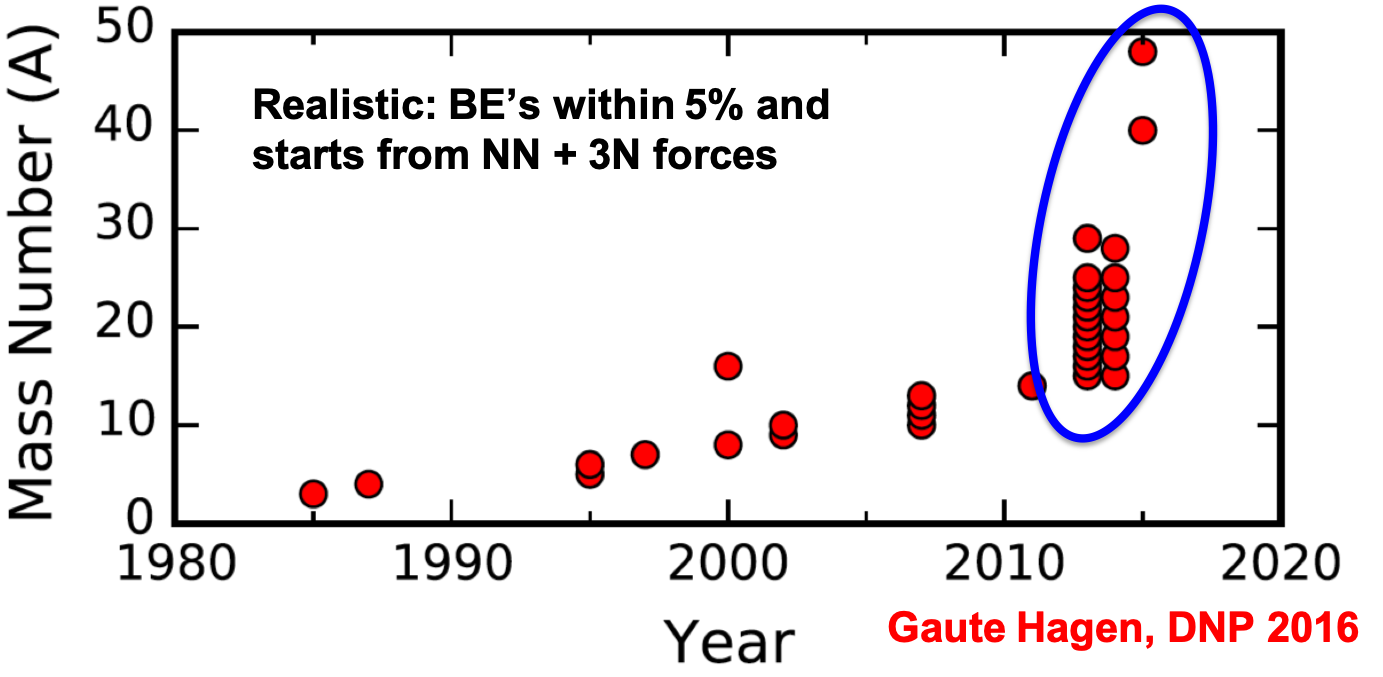 50
Realistic: BE’s within 5% and
40
starts from NN + 3N forces
30
20
10
0
Mass Number (A)
1980 1990 2000 2010 2020
Year
Gaute Hagen, DNP 2016